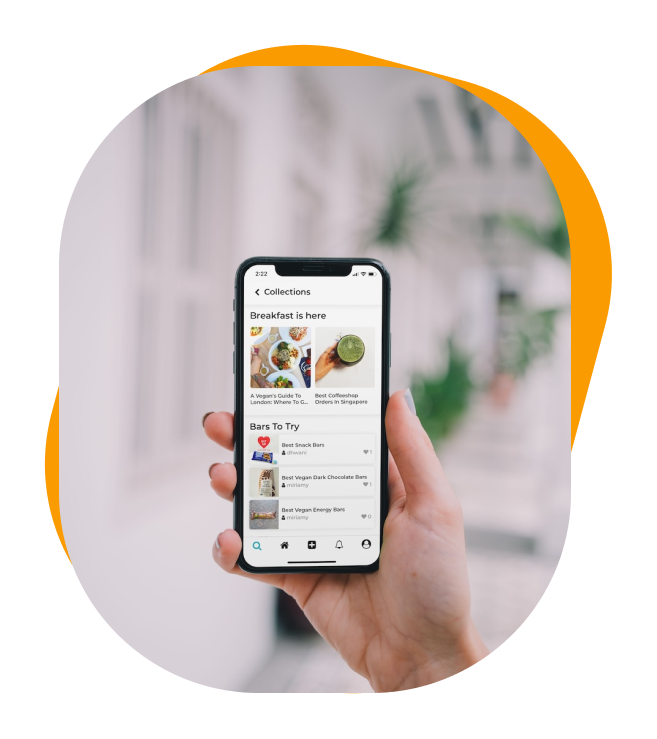 2:22
Collections
Breakfast is here
A Vegan's Guide To
London: Where To G...
Best Coffeeshop
Orders In Singapore
Bars To Try
Best Snack Bars
dhwani
1
Best Vegan Dark Chocolate Bars
miriamy
1
Best Vegan Energy Bars
miriamy
0